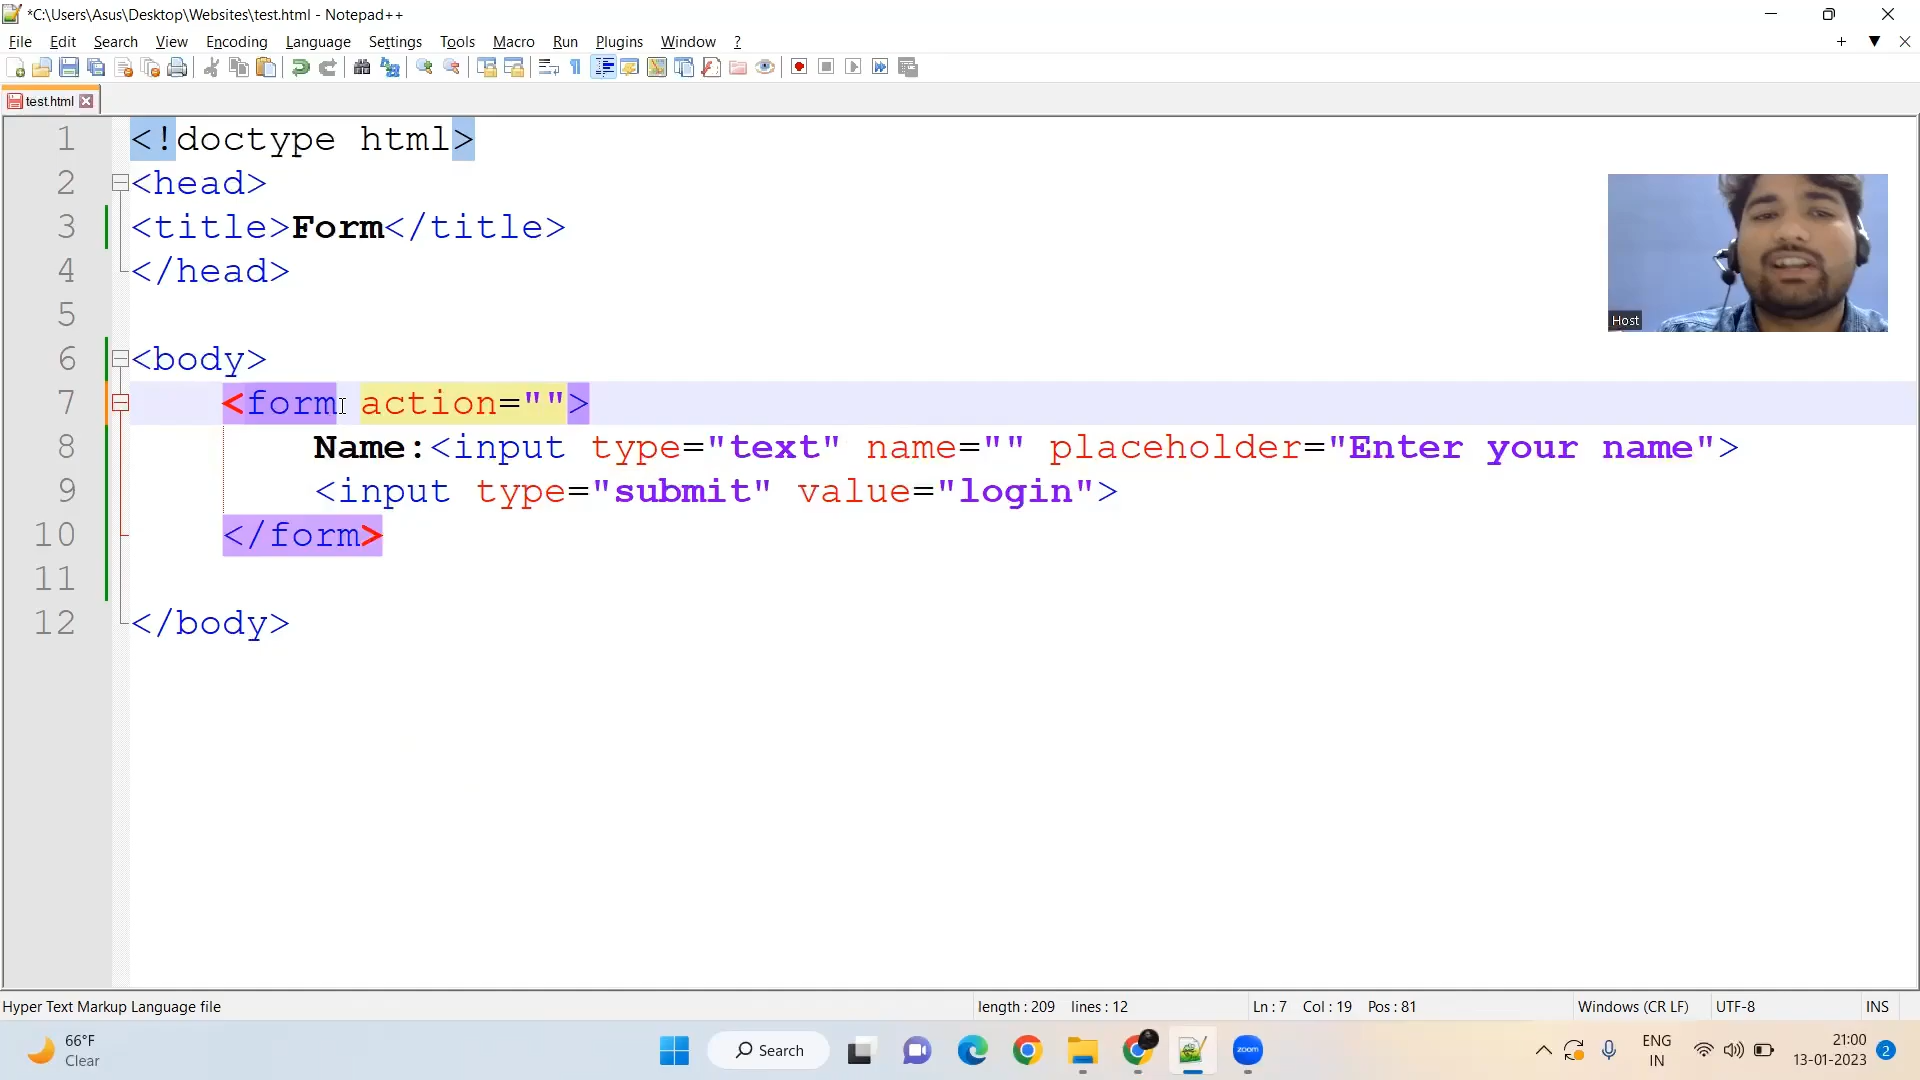 *C:\Users\Asus\Desktop\Websites\test.html - Notepad++
File Edit Search View Encoding Language Settings Tools Macro Run Plugins Window ?
test.html
1 <!doctype html>
2 <head>
3 <title>Form</title>
4 </head>
5
6 <body>
7 <form action="">
8 Name:<input type="text" name="" placeholder="Enter your name">
9 <input type="submit" value="login">
10 </form>
11
12 </body>
Host
Hyper Text Markup Language file length : 209 lines : 12 Ln : 7 Col : 19 Pos : 81 Windows (CR LF) UTF-8 INS
66°F
Clear
Search
zoom
ENG
IN
21:00
13-01-2023
2